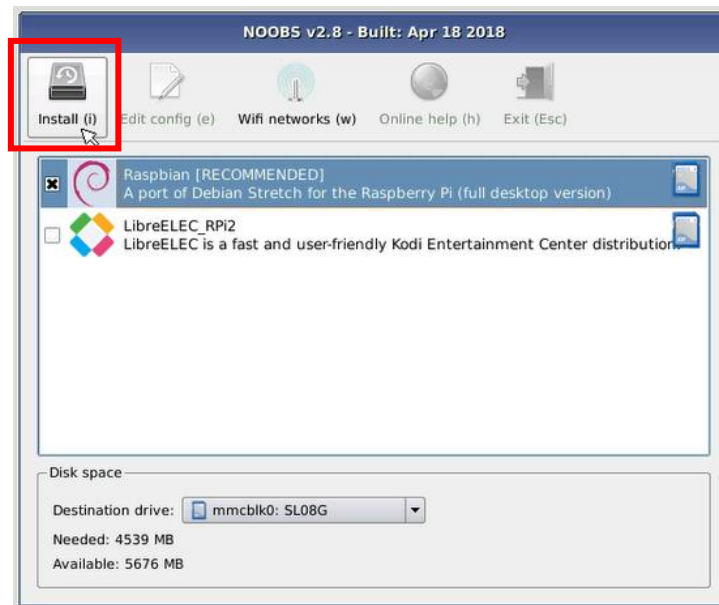 NOOBS v2.8 - Built: Apr 18 2018
Install (i) Edit config (e) Wifi networks (w) Online help (h) Exit (Esc)
Raspbian [RECOMMENDED]
A port of Debian Stretch for the Raspberry Pi (full desktop version)
LibreELEC_RPi2
LibreELEC is a fast and user-friendly Kodi Entertainment Center distribution.
Disk space
Destination drive: mmcblk0: SL08G
Needed: 4539 MB
Available: 5676 MB